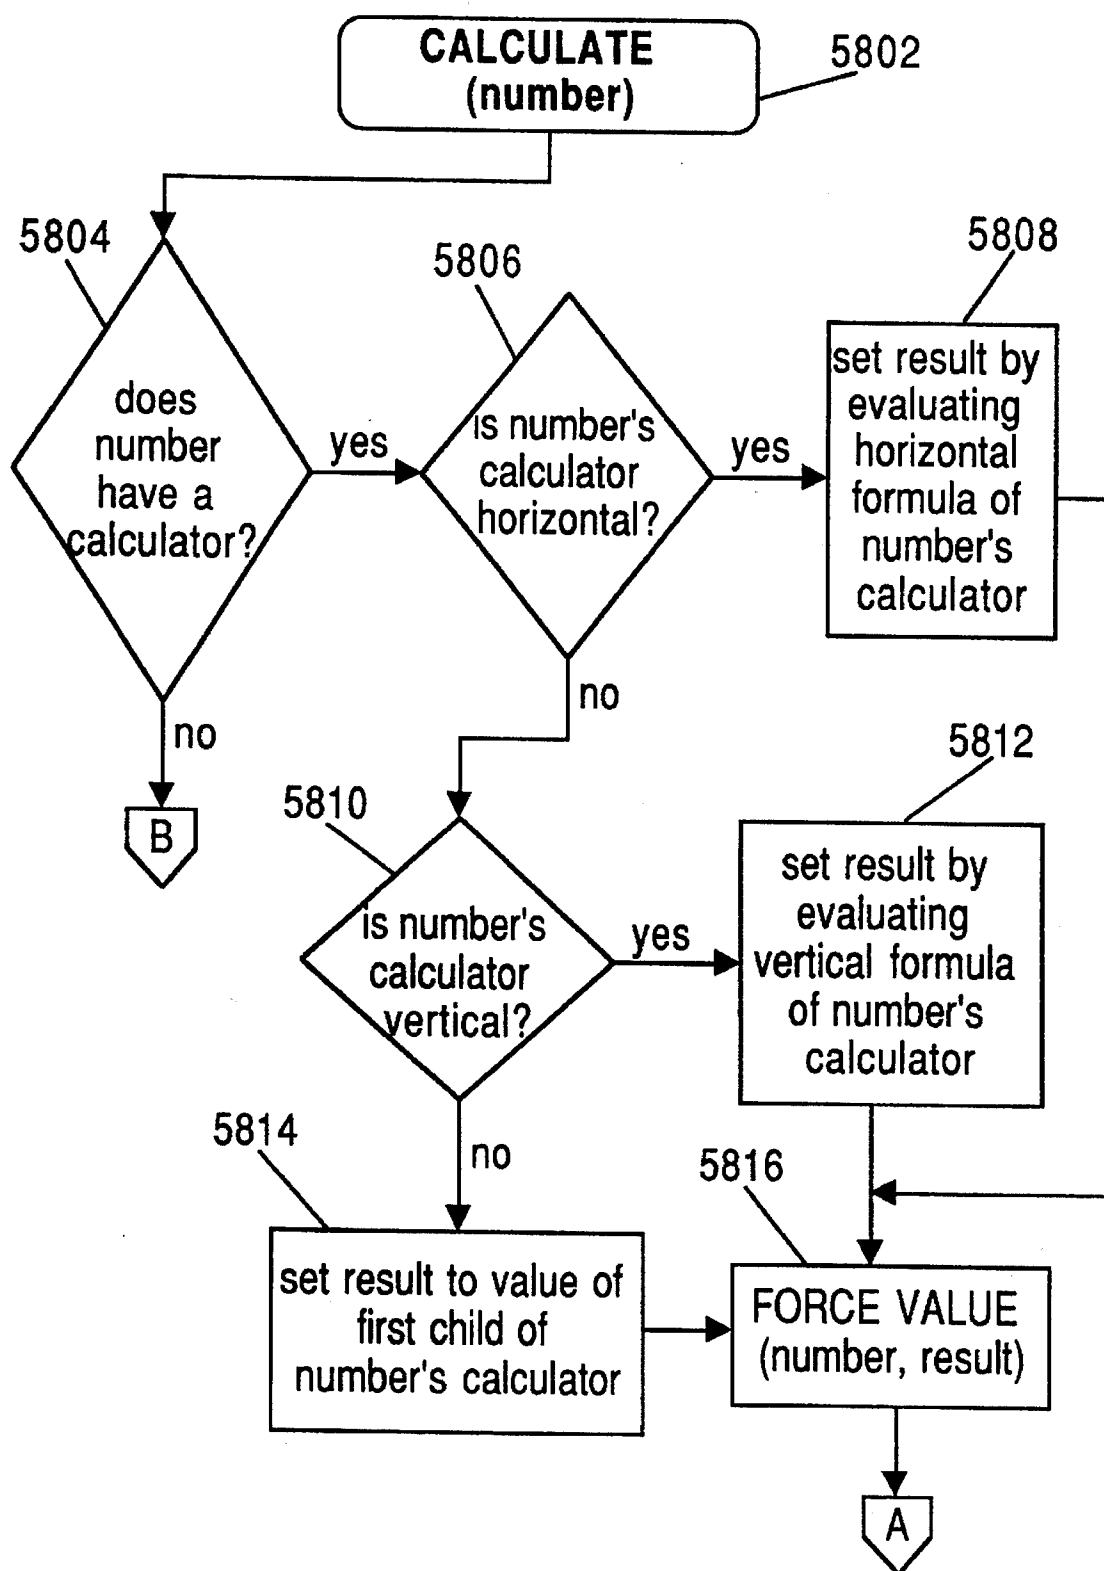 CALCULATE
(number)
5802
5804
does
number
have a
calculator?
yes
no
B
5806
is number's
calculator
horizontal?
yes
no
5808
set result by
evaluating
horizontal
formula of
number's
calculator
5810
is number's
calculator
vertical?
yes
no
5812
set result by
evaluating
vertical formula
of number's
calculator
5814
set result to value of
first child of
number's calculator
5816
FORCE VALUE
(number, result)
A